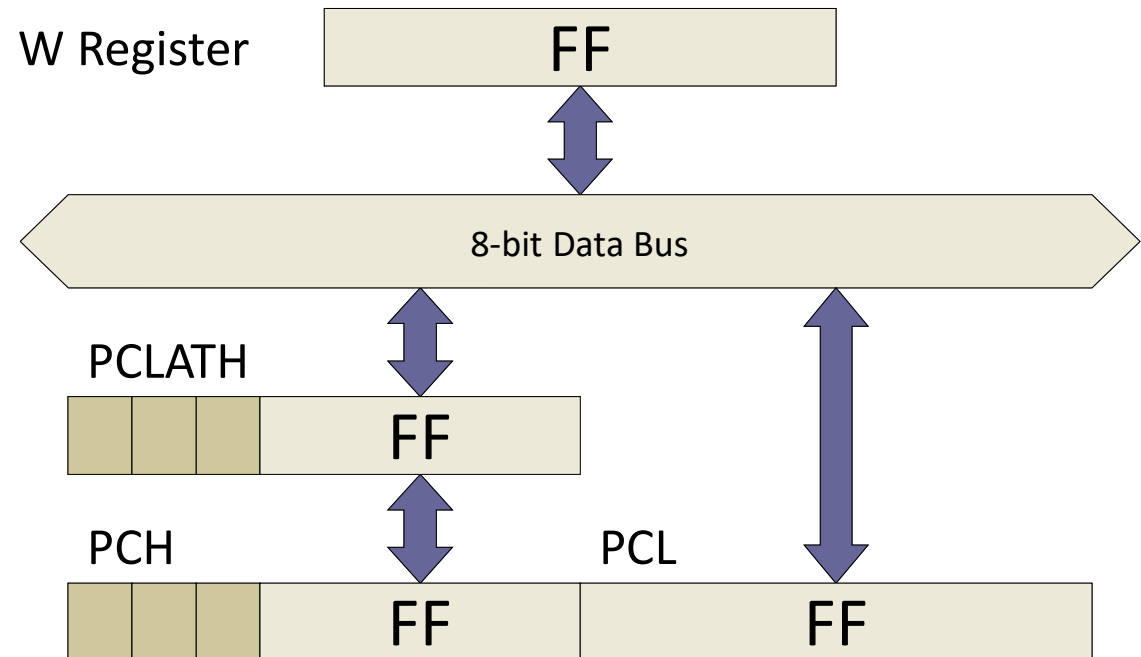 W Register
FF
8-bit Data Bus
PCLATH
FF
PCH
PCL
FF
FF